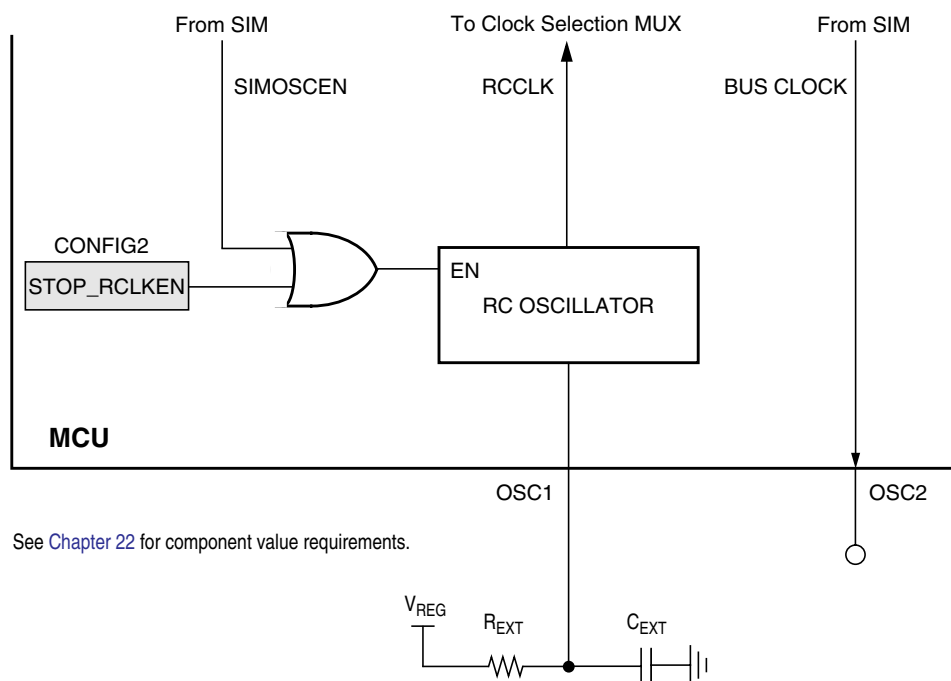 From SIM
To Clock Selection MUX
From SIM
SIMOSCEN
RCCLK
BUS CLOCK
CONFIG2
STOP_RCLKEN
EN
RC OSCILLATOR
MCU
OSC1
OSC2
See Chapter 22 for component value requirements.
VREG
REXT
CEXT